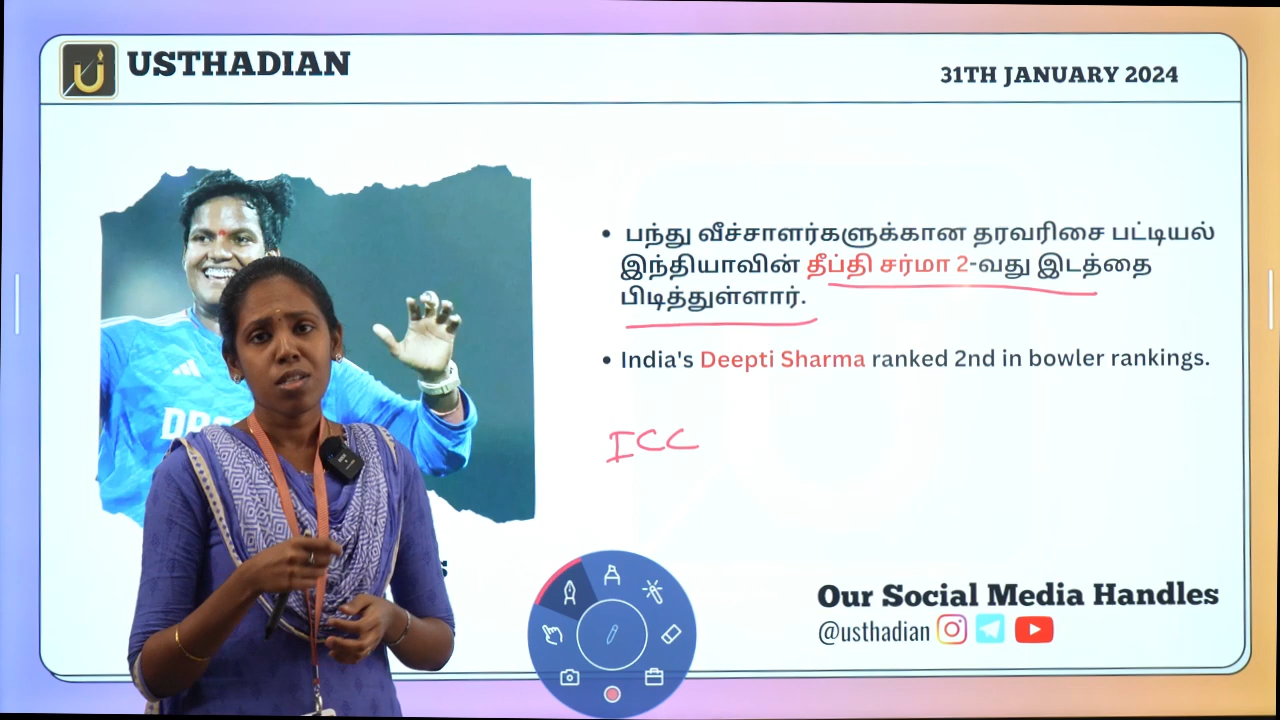 USTHADIAN
31TH JANUARY 2024
• பந்து வீச்சாளர்களுக்கான தரவரிசை பட்டியல்
இந்தியாவின் தீப்தி சர்மா 2-வது இடத்தை
பிடித்துள்ளார்.
• India's Deepti Sharma ranked 2nd in bowler rankings.
ICC
Our Social Media Handles
@usthadian